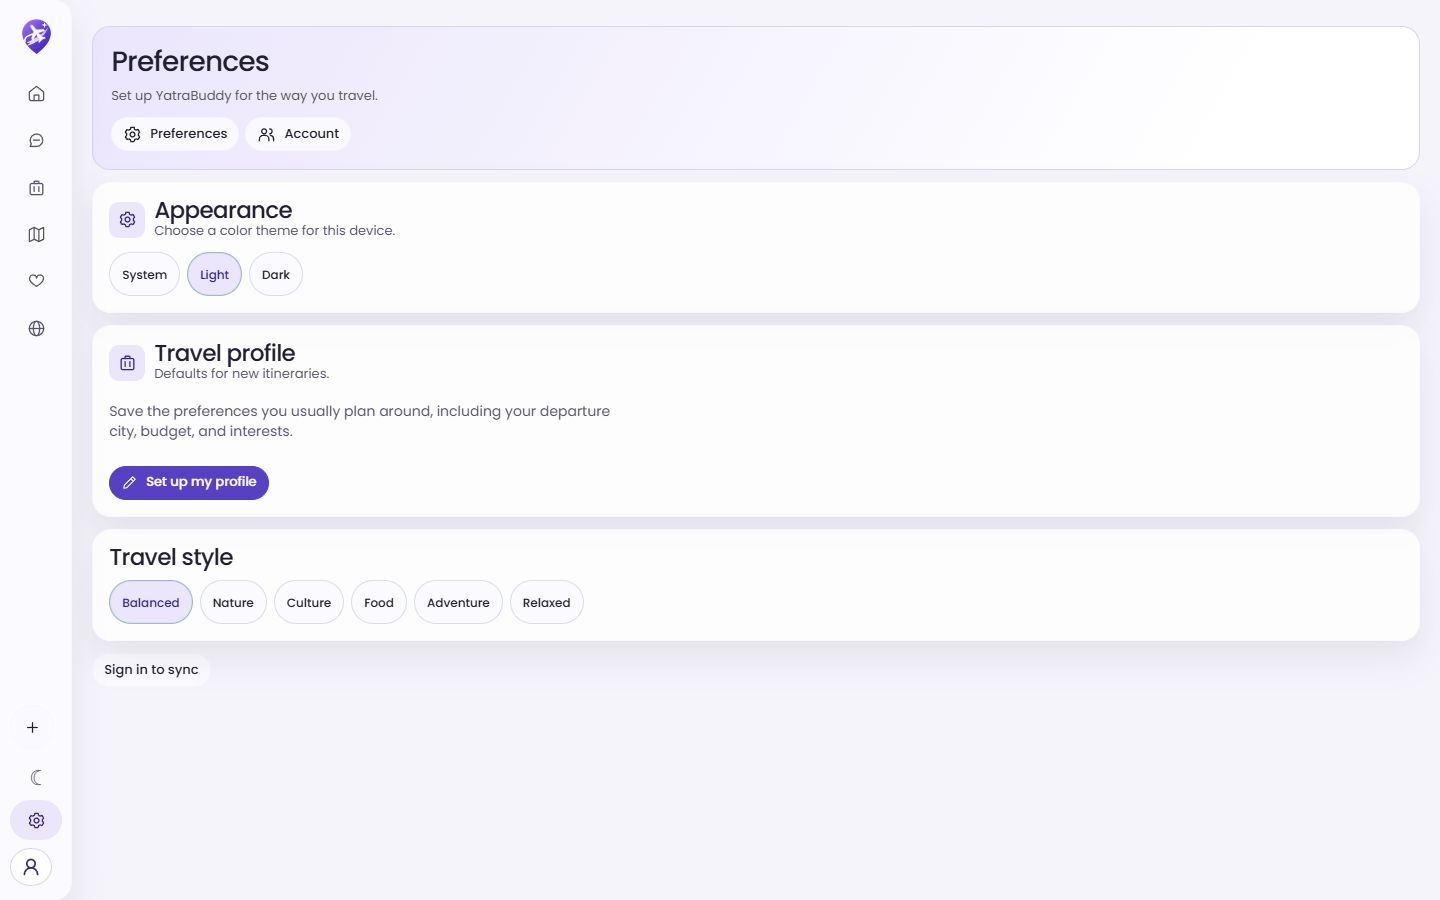 Preferences
Set up YatraBuddy for the way you travel.
Preferences
Account
Appearance
Choose a color theme for this device.
System
Light
Dark
Travel profile
Defaults for new itineraries.
Save the preferences you usually plan around, including your departure
city, budget, and interests.
Set up my profile
Travel style
Balanced
Nature
Culture
Food
Adventure
Relaxed
Sign in to sync